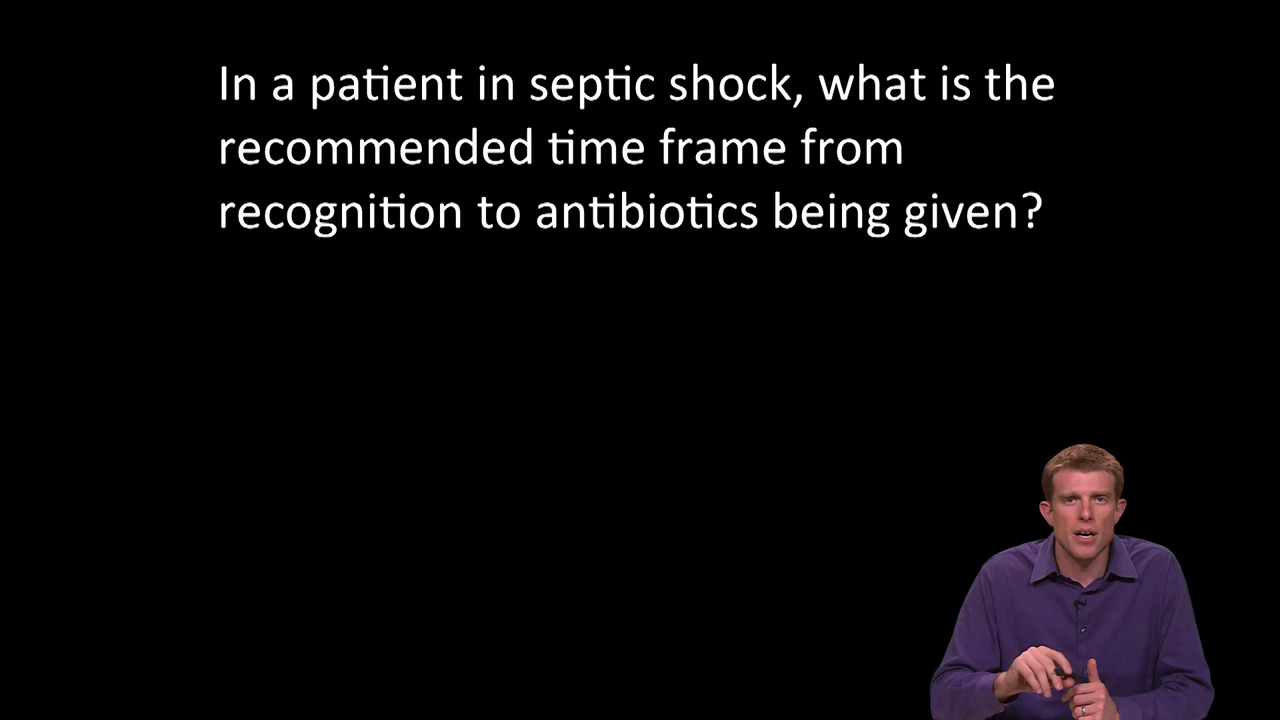 In a patient in septic shock, what is the
recommended time frame from
recognition to antibiotics being given?